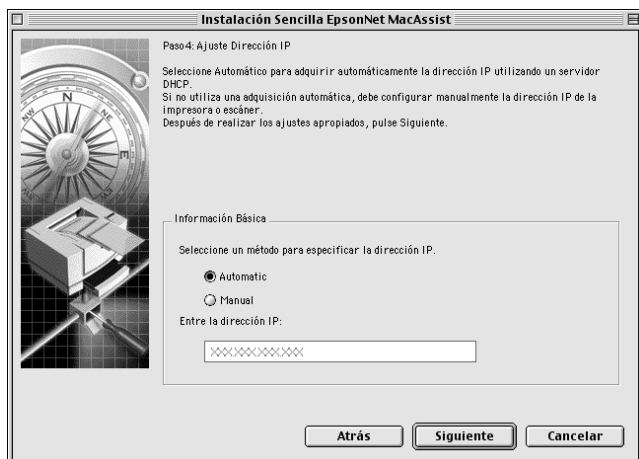 Instalación Sencilla EpsonNet MacAssist
Paso4: Ajuste Dirección IP
Seleccione Automático para adquirir automáticamente la dirección IP utilizando un servidor
DHCP.
Si no utiliza una adquisición automática, debe configurar manualmente la dirección IP de la
impresora o escáner.
Después de realizar los ajustes apropiados, pulse Siguiente.
N
NE
E
NW
Información Básica
Seleccione un método para especificar la dirección IP.
Automatic
Manual
Entre la dirección IP:
XXX.XXX.XXX.XXX
Atrás
Siguiente
Cancelar